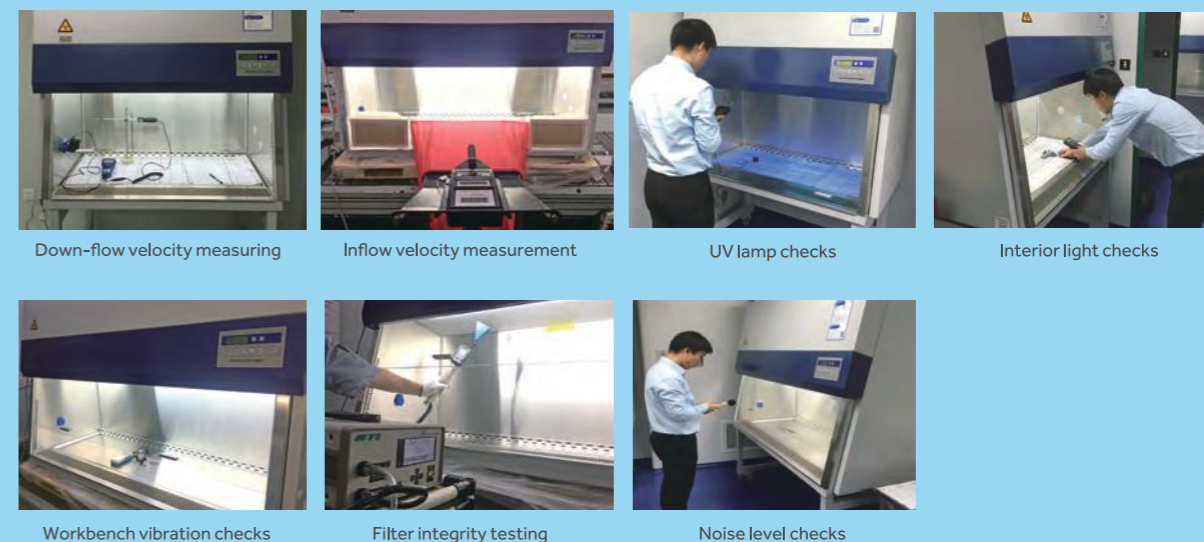 Down-flow velocity measuring
Inflow velocity measurement
UV lamp checks
Interior light checks
ATI
Workbench vibration checks
Filter integrity testing
Noise level checks